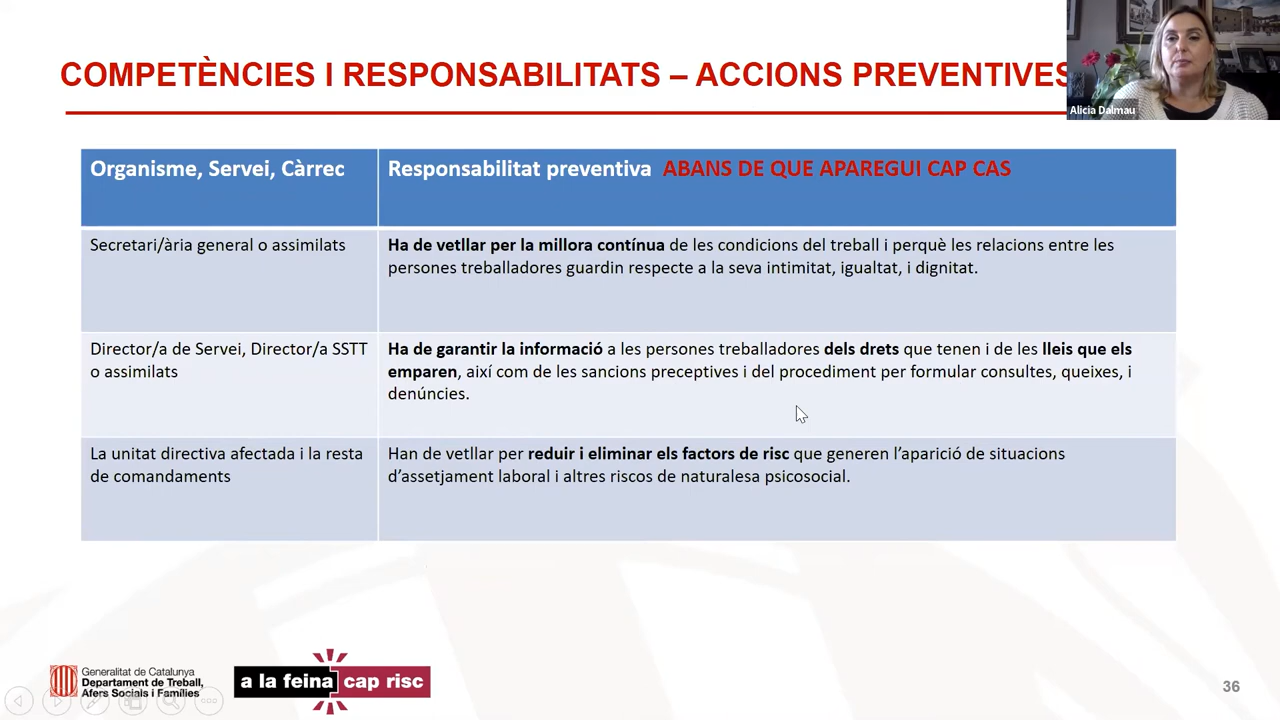 COMPETÈNCIES I RESPONSABILITATS – ACCIONS PREVENTIVES
Alicia Dalmau
Organisme, Servei, Càrrec
Responsabilitat preventiva ABANS DE QUE APAREGUI CAP CAS
Secretari/ària general o assimilats
Ha de vetllar per la millora contínua de les condicions del treball i perquè les relacions entre les
persones treballadores guardin respecte a la seva intimitat, igualtat, i dignitat.
Director/a de Servei, Director/a SSTT
o assimilats
Ha de garantir la informació a les persones treballadores dels drets que tenen i de les lleis que els
emparen, així com de les sancions preceptives i del procediment per formular consultes, queixes, i
denúncies.
La unitat directiva afectada i la resta
de comandaments
Han de vetllar per reduir i eliminar els factors de risc que generen l’aparició de situacions
d’assetjament laboral i altres riscos de naturalesa psicosocial.
Generalitat de Catalunya
Departament de Treball,
Afers Socials i Famílies
a la feina cap risc
36